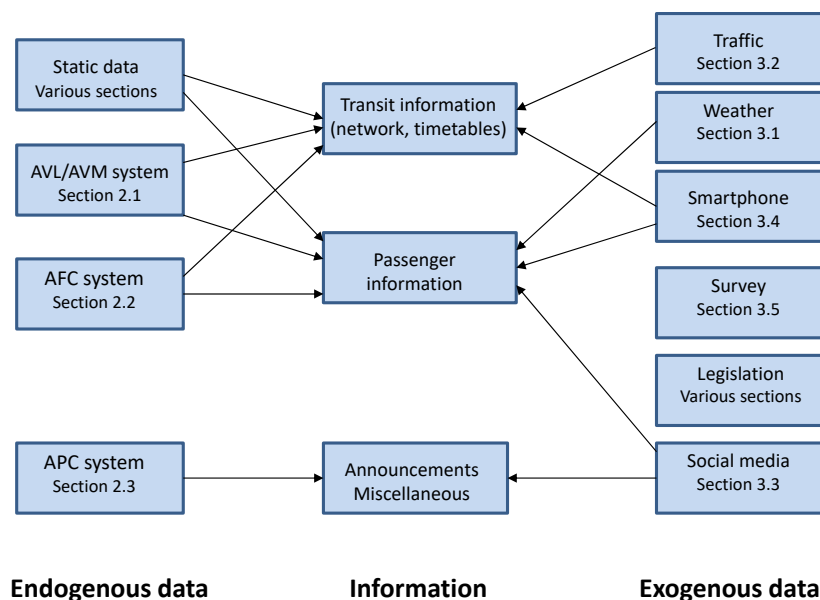 Static data
Various sections
AVL/AVM system
Section 2.1
AFC system
Section 2.2
APC system
Section 2.3
Endogenous data
Transit information
(network, timetables)
Passenger
information
Announcements
Miscellaneous
Information
Traffic
Section 3.2
Weather
Section 3.1
Smartphone
Section 3.4
Survey
Section 3.5
Legislation
Various sections
Social media
Section 3.3
Exogenous data